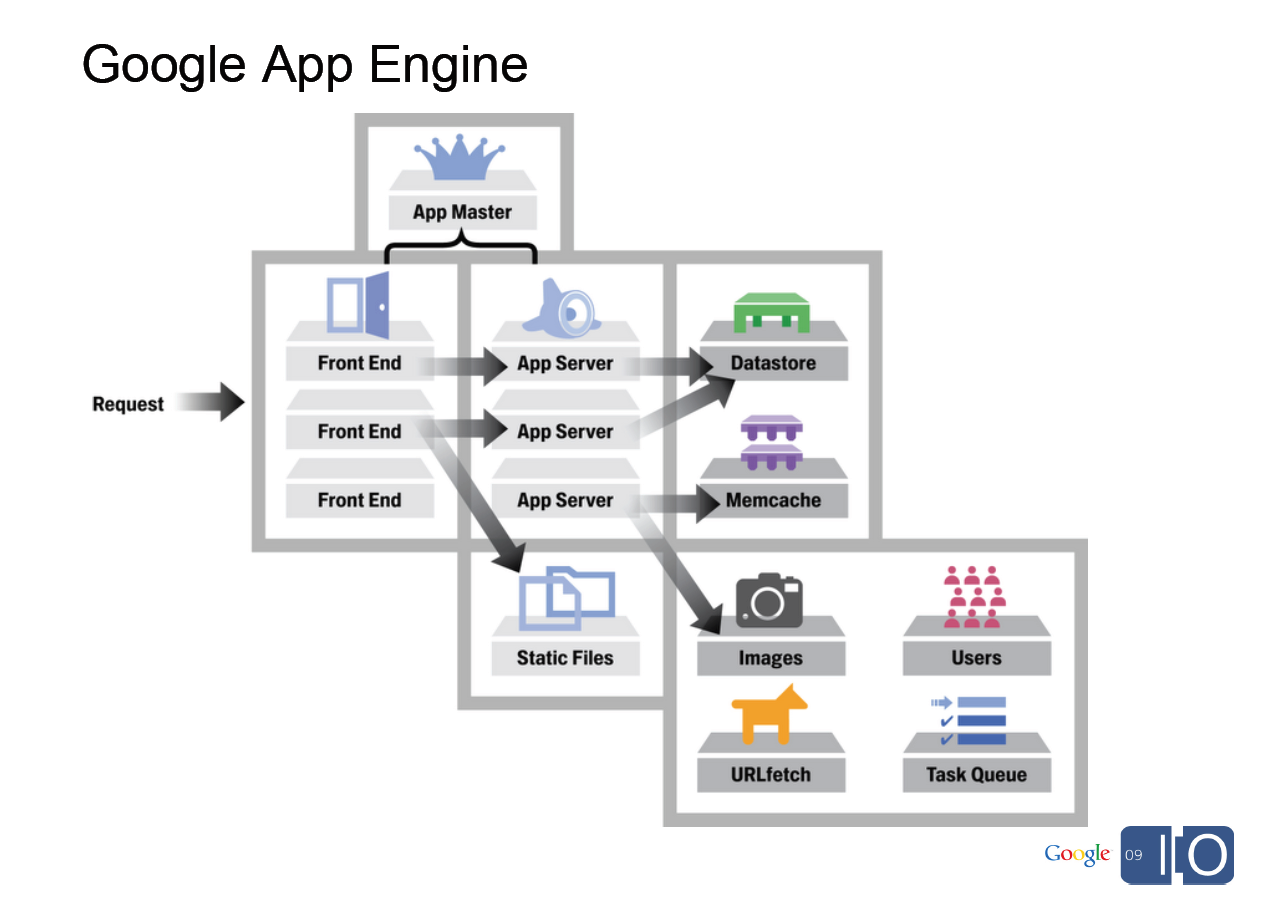 Google App Engine
App Master
Front End
App Server
Datastore
Request
Front End
App Server
Front End
App Server
Memcache
Static Files
Images
Users
URLfetch
Task Queue
Google 09 IO